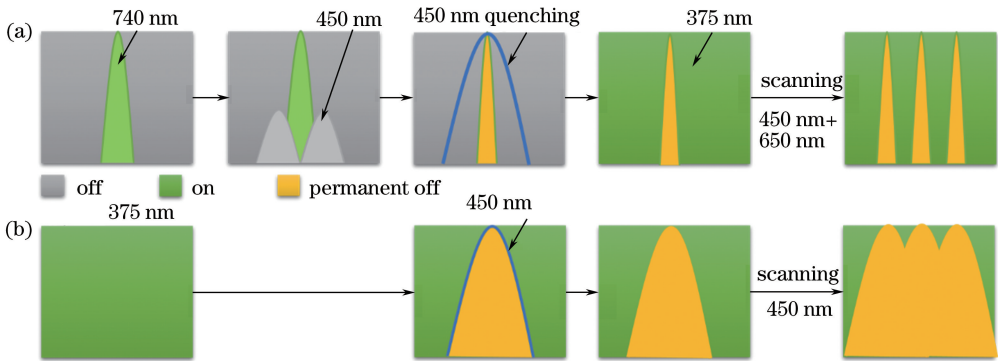 (a)
740 nm
450 nm
450 nm quenching
375 nm
scanning
450 nm+
650 nm
off
on
permanent off
(b)
375 nm
450 nm
scanning
450 nm